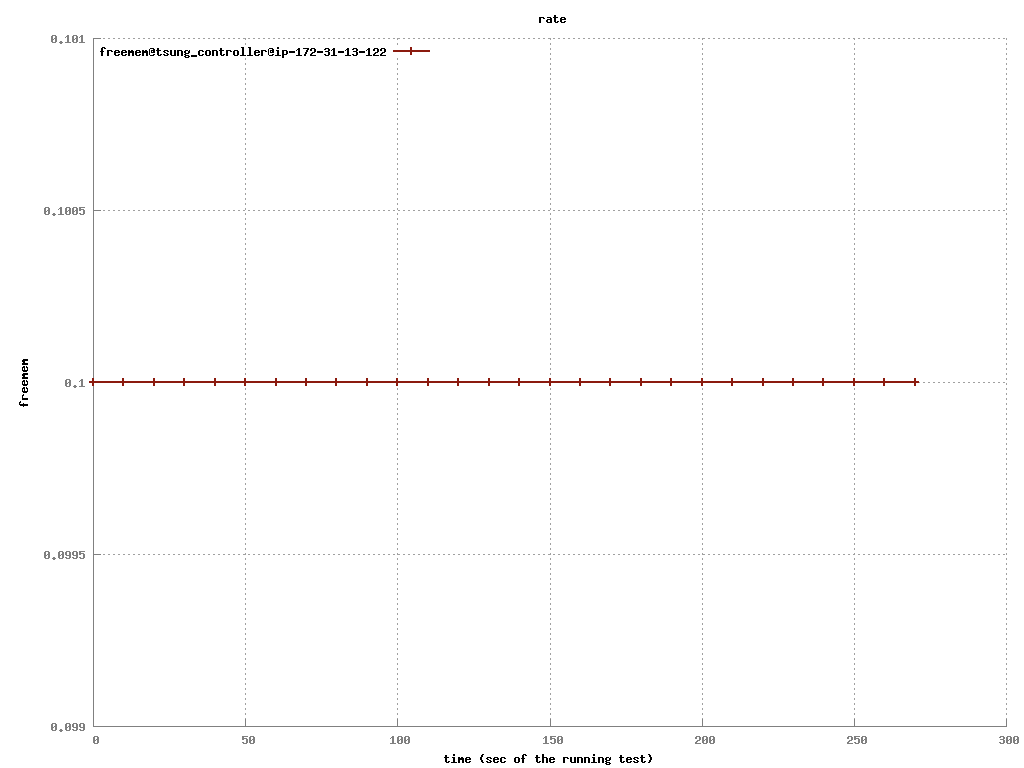 rate
0.101
freemem@tsung_controller@ip-172-31-13-122
0.1005
freemem
0.1
0.0995
0.099
0 50 100 150 200 250 300
time (sec of the running test)